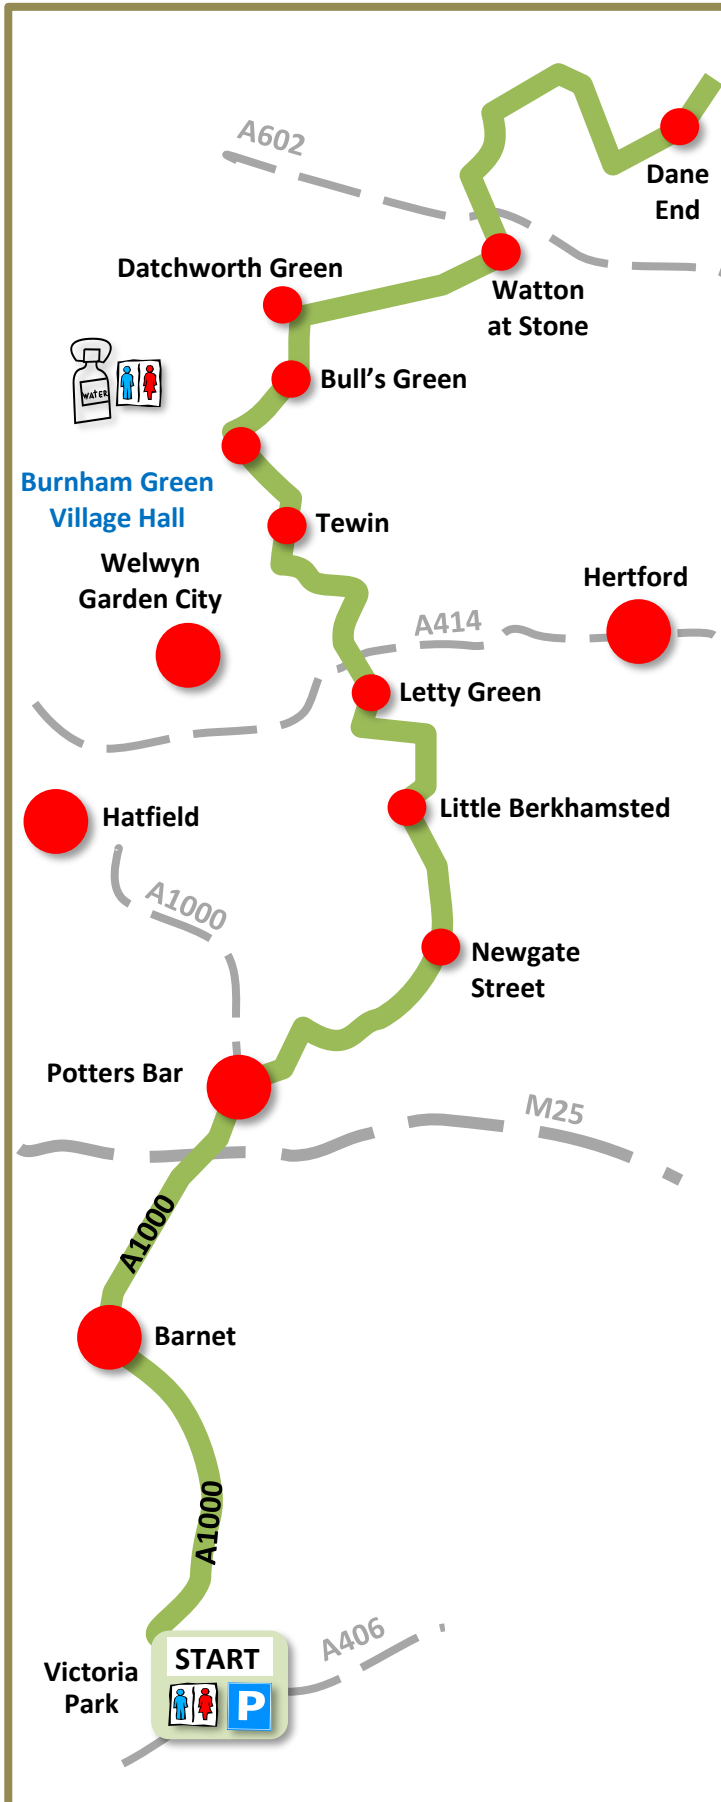 A602
Dane
End
Datchworth Green
Watton
at Stone
WATER
Bull's Green
Burnham Green
Village Hall
Tewin
Welwyn
Garden City
Hertford
A414
Letty Green
Hatfield
Little Berkhamsted
A1000
Newgate
Street
Potters Bar
M25
A1000
Barnet
A1000
A406
START
Victoria
Park
P